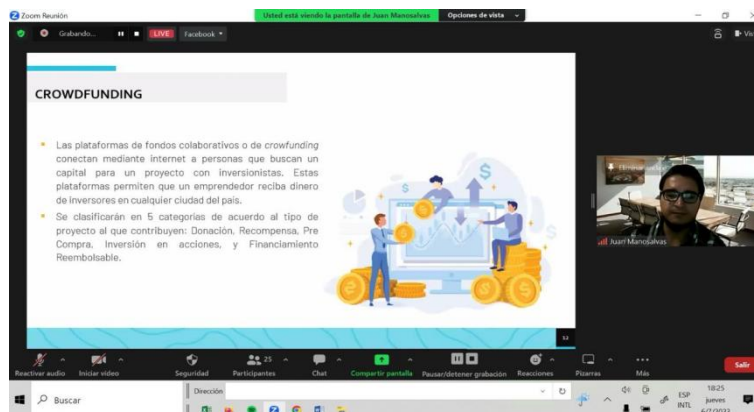 Zoom Reunión
Usted está viendo la pantalla de Juan Manosalvas
Opciones de vista
Grabando...
LIVE
Facebook
CROWDFUNDING
Las plataformas de fondos colaborativos o de crowdfunding
conectan mediante internet a personas que buscan un
capital para un proyecto con inversionistas. Estas
plataformas permiten que un emprendedor reciba dinero
de inversores en cualquier ciudad del país.
Se clasificarán en 5 categorías de acuerdo al tipo de
proyecto al que contribuyen: Donación, Recompensa, Pre
Compra, Inversión en acciones, y Financiamiento
Reembolsable.
Juan Manosalvas
Reactivar audio
Iniciar video
Seguridad
25
Participantes
Chat
Compartir pantalla
Pausar/detener grabación
Reacciones
Pizarras
Más
Salir
Buscar
Dirección
ESP
INTL
18:25
jueves